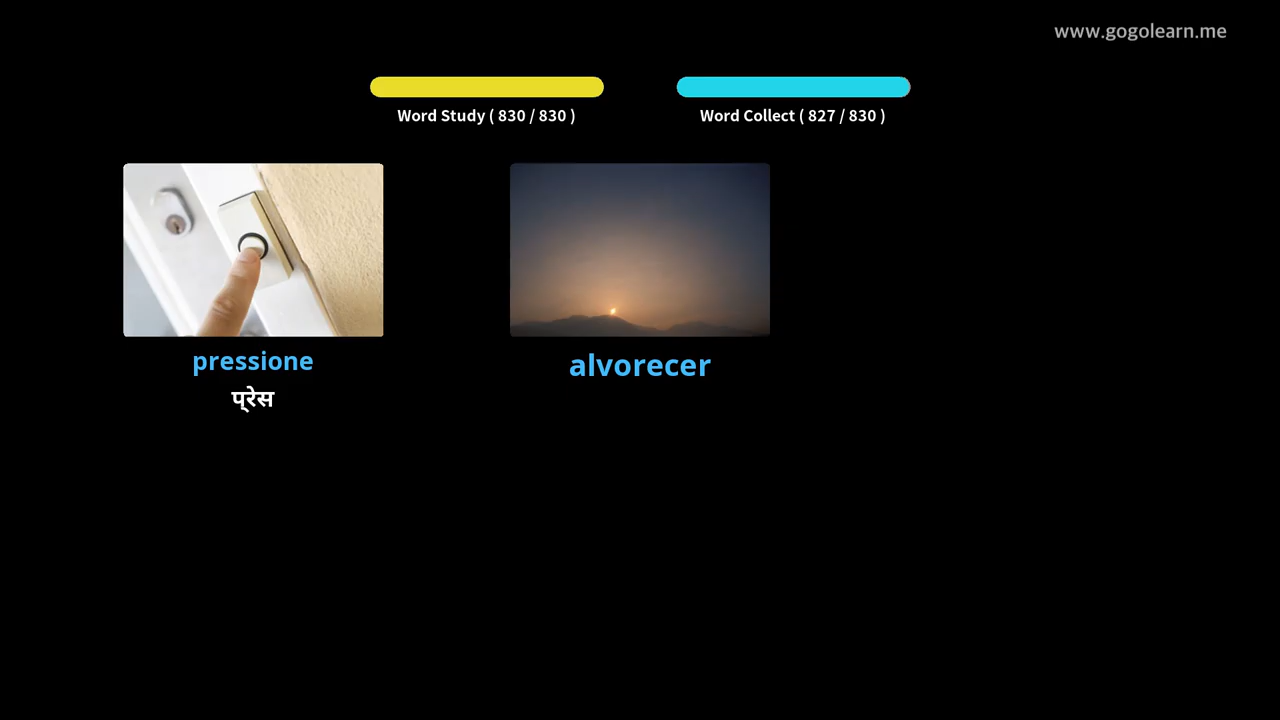 www.gogolearn.me
Word Study ( 830 / 830 )
Word Collect ( 827 / 830 )
pressione
प्रेस
alvorecer